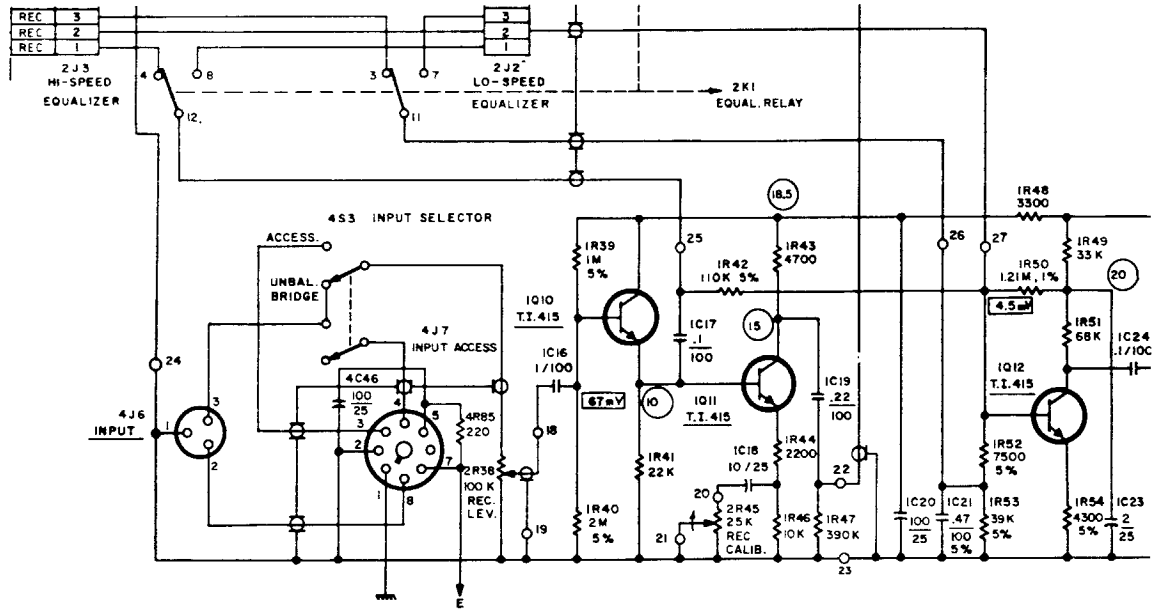 REC 3
REC 2
REC 1
2J3
HI-SPEED
EQUALIZER
3
2
1
2J2
LO-SPEED
EQUALIZER
4
8
12.
3
7
11
2K1
EQUAL. RELAY
4S3 INPUT SELECTOR
ACCESS.
UNBAL.
BRIDGE
4J7
INPUT ACCESS
24
4J6
INPUT
1
3
2
4C46
100
25
4
5
3
2
7
1
8
4R85
220
2R38
100K
REC.
LEV.
E
18
19
1C16
1/100
1R39
1M
5%
1Q10
T.I.415
.67mV
1R40
2M
5%
1R41
22K
10
25
1R42
110K 5%
1C17
.1
100
1Q11
T.I.415
18.5
1R43
4700
15
1C18
10/25
20
21
2R45
25K
REC
CALIB.
1R44
2200
1R46
10K
1C19
.22
100
22
1R47
390K
23
1C20
100
25
26
1C21
.47
100
5%
27
1R48
3300
1R49
33K
1R50
1.21M, 1%
4.5mV
20
1R51
68K
1C24
.1/100
1Q12
T.I.415
1R52
7500
5%
1R53
39K
5%
1R54
4300
5%
1C23
2
25